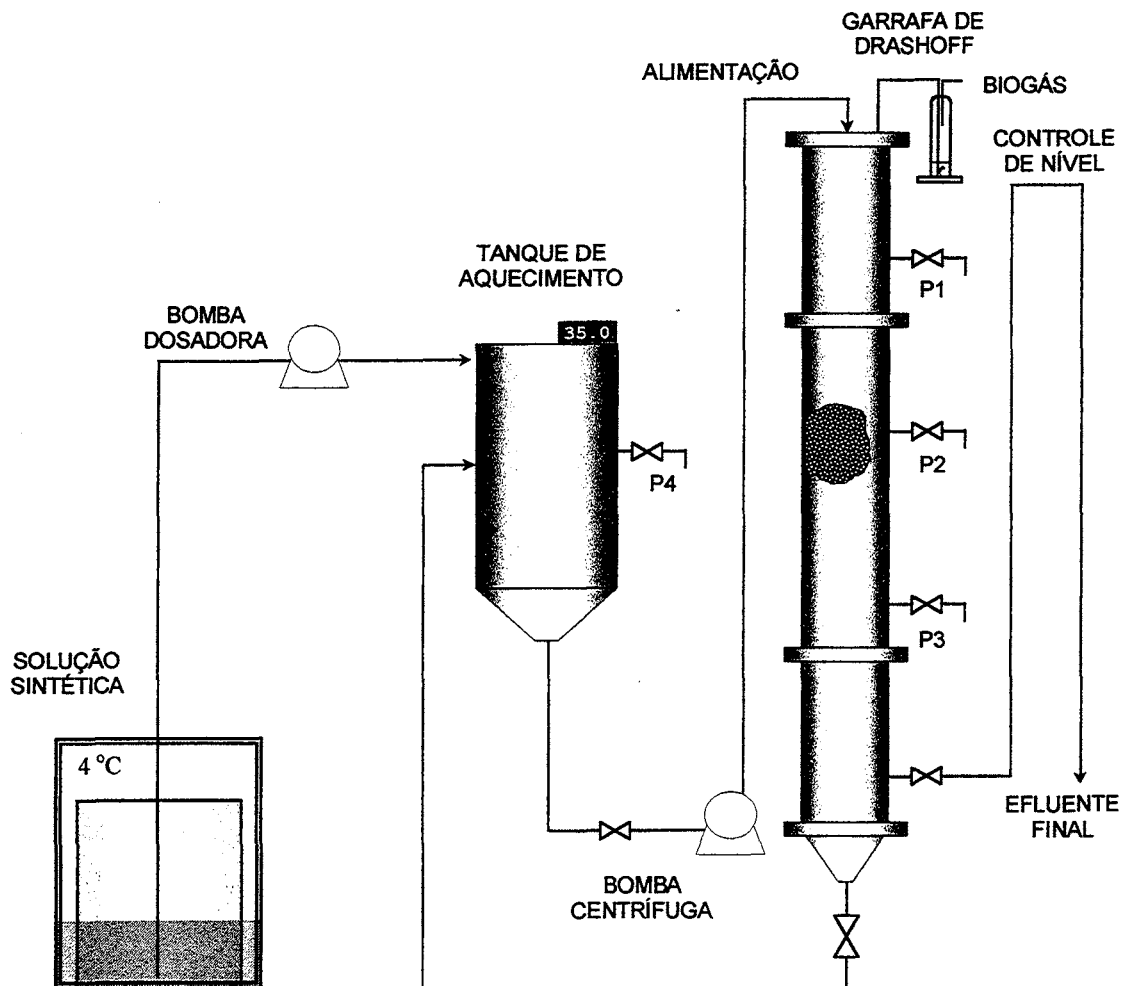 GARRAFA DE
DRASHOFF
ALIMENTAÇÃO
BIOGÁS
CONTROLE
DE NÍVEL
TANQUE DE
AQUECIMENTO
P1
BOMBA
DOSADORA
35.0
P2
P4
P3
SOLUÇÃO
SINTÉTICA
4 °C
EFLUENTE
FINAL
BOMBA
CENTRÍFUGA